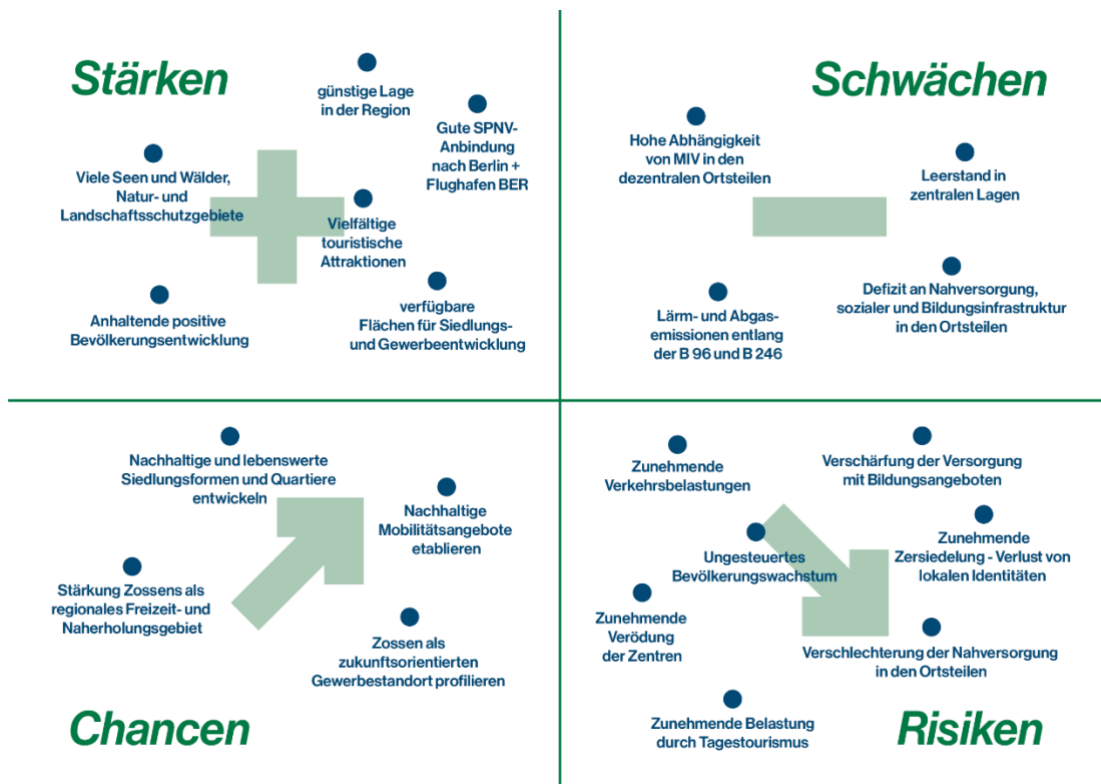 Stärken
günstige Lage
in der Region
Gute SPNV-
Anbindung
nach Berlin +
Flughafen BER
Viele Seen und Wälder,
Natur- und
Landschaftsschutzgebiete
Vielfältige
touristische
Attraktionen
Anhaltende positive
Bevölkerungsentwicklung
verfügbare
Flächen für Siedlungs-
und Gewerbeentwicklung
Schwächen
Hohe Abhängigkeit
von MIV in den
dezentralen Ortsteilen
Leerstand in
zentralen Lagen
Lärm- und Abgas-
emissionen entlang
der B 96 und B 246
Defizit an Nahversorgung,
sozialer und Bildungsinfrastruktur
in den Ortsteilen
Nachhaltige und lebenswerte
Siedlungsformen und Quartiere
entwickeln
Nachhaltige
Mobilitätsangebote
etablieren
Stärkung Zossens als
regionales Freizeit- und
Naherholungsgebiet
Zossen als
zukunftsorientierten
Gewerbestandort profilieren
Chancen
Zunehmende
Verkehrsbelastungen
Verschärfung der Versorgung
mit Bildungsangeboten
Ungesteuertes
Bevölkerungswachstum
Zunehmende
Zersiedelung - Verlust von
lokalen Identitäten
Zunehmende
Verödung
der Zentren
Verschlechterung der Nahversorgung
in den Ortsteilen
Zunehmende Belastung
durch Tagestourismus
Risiken